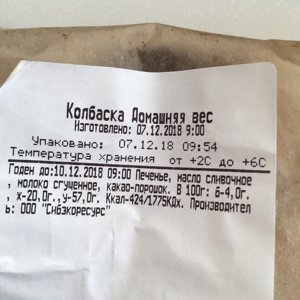 Колбаска Домашняя вес
Изготовлено: 07.12.2018 9:00
Упаковано: 07.12.18 09:54
Температура хранения от +2С до +6С
Годен до:10.12.2018 09:00 Печенье, масло сливочное
, молоко сгущенное, какао-порошок. В 100г: б-4,0г.
, ж-20,0г.,у-57,0г. Ккал-424/1775КДж. Производител
ь: ООО "Сибэкоресурс"